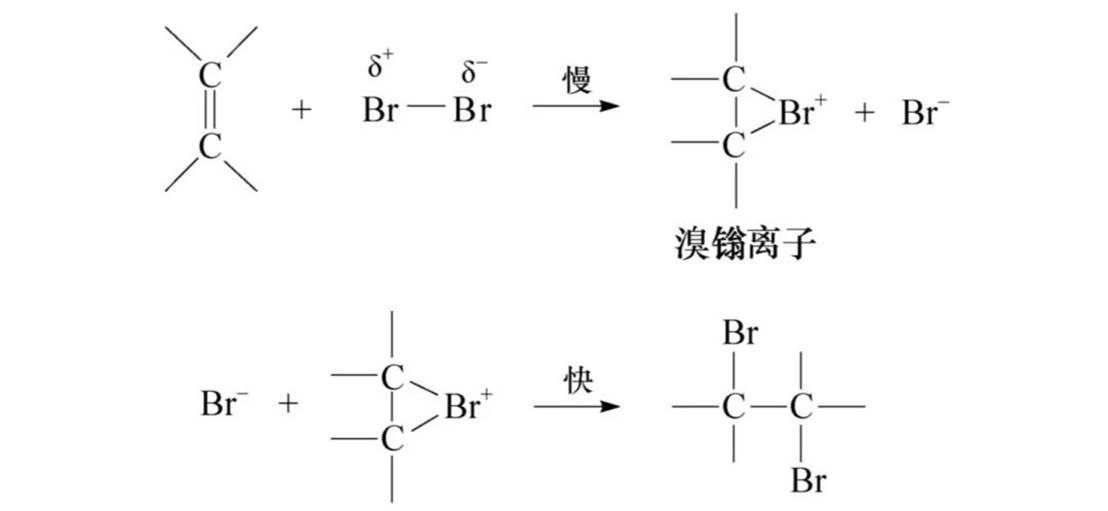 C δ⁺ δ⁻ 慢 C
C + Br—Br → C Br⁺ + Br⁻
溴鎓离子
Br
Br⁻ + C C Br⁺ 快 → C—C
Br